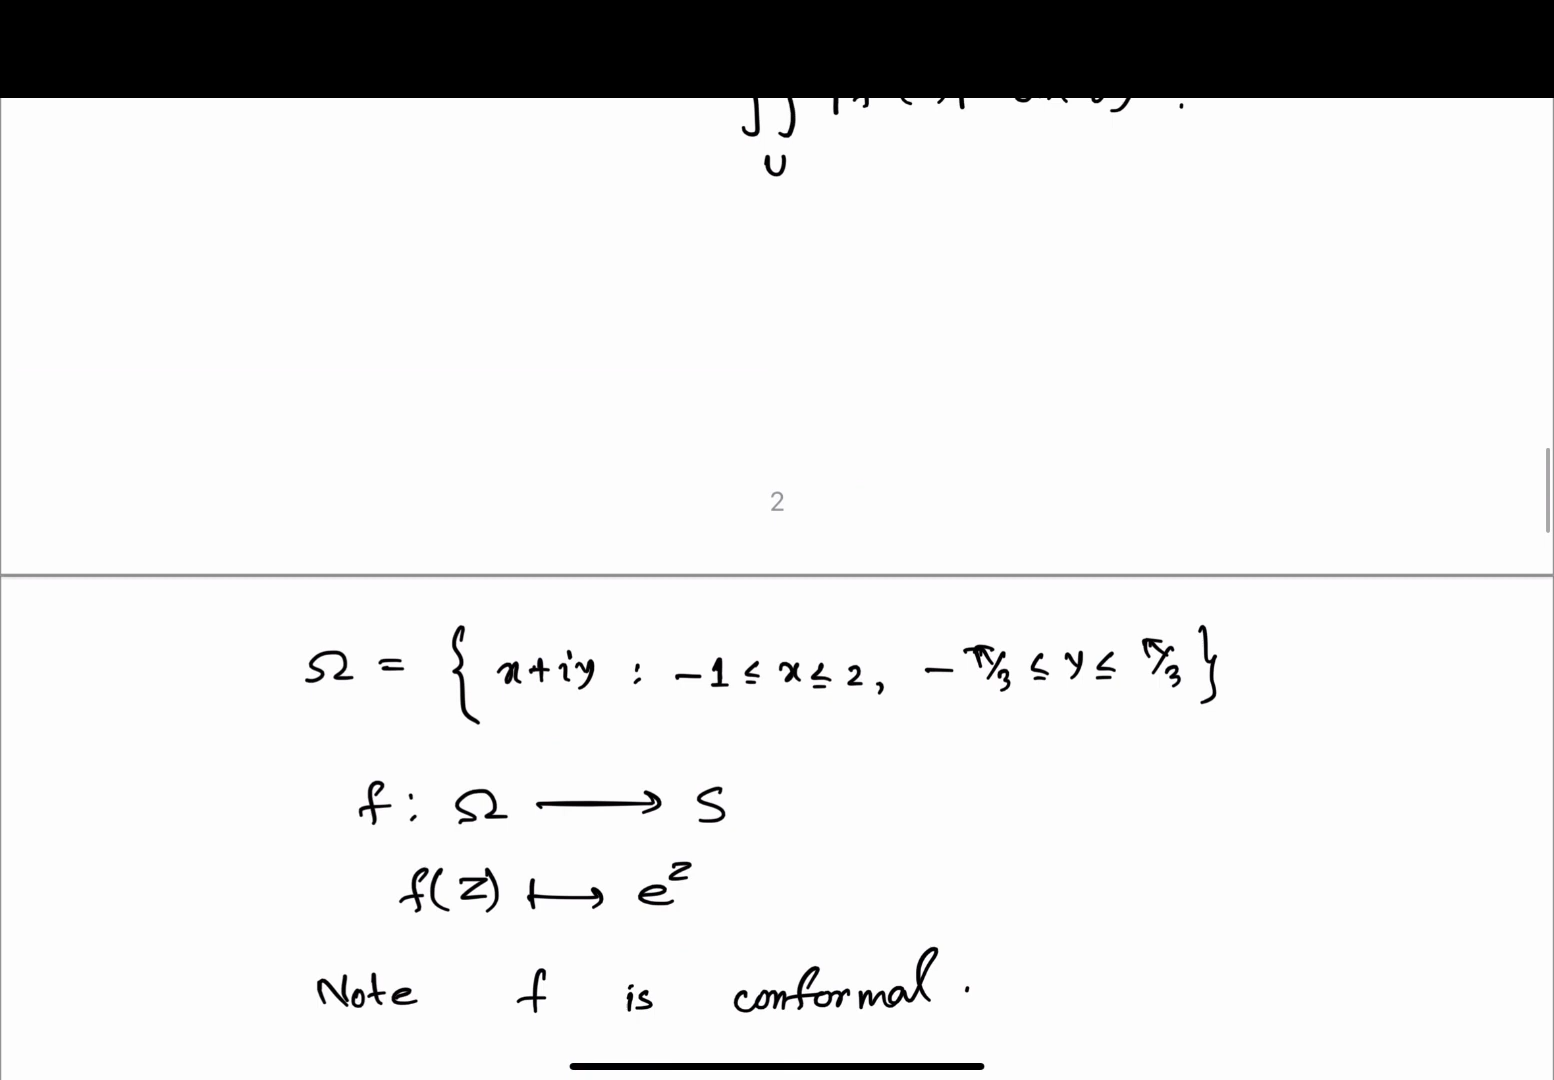 ∬
U
2
Ω = { x+iy : -1 ≤ x ≤ 2, -π/3 ≤ y ≤ π/3 }
f : Ω ⟶ S
f(z) ⟼ e^z
Note f is conformal.